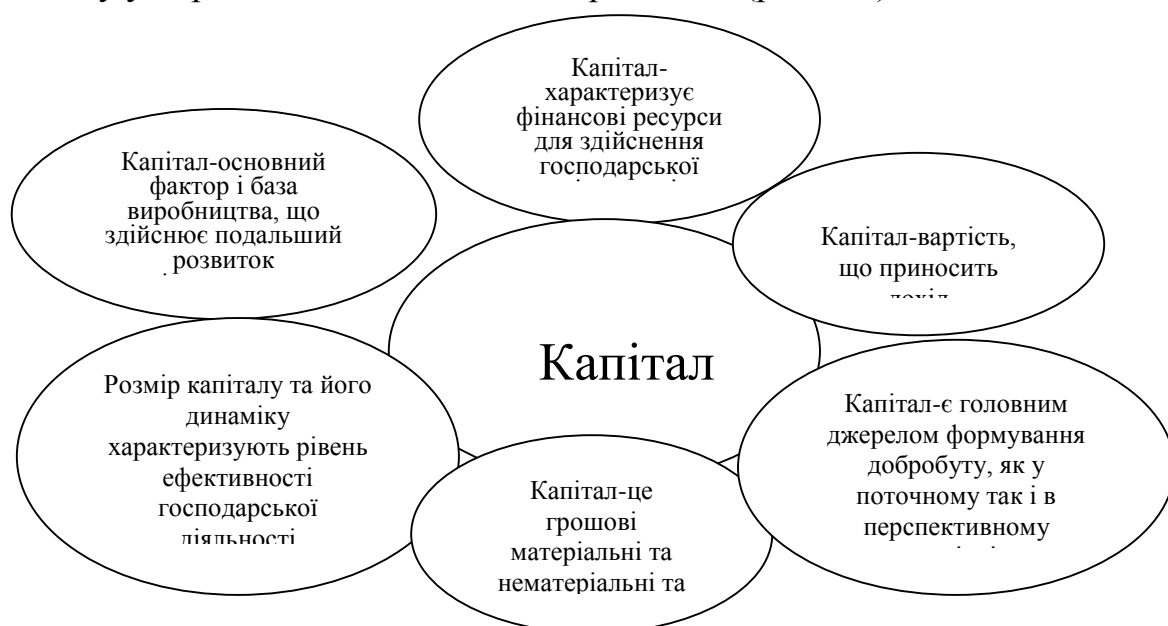 Капітал-
характеризує
фінансові ресурси
для здійснення
господарської
Капітал-основний
фактор і база
виробництва, що
здійснює подальший
розвиток
Капітал-вартість,
що приносить
дохід
Капітал
Розмір капіталу та його
динаміку
характеризують рівень
ефективності
господарської
діяльності
Капітал-є головним
джерелом формування
добробуту, як у
поточному так і в
перспективному
Капітал-це
грошові
матеріальні та
нематеріальні та